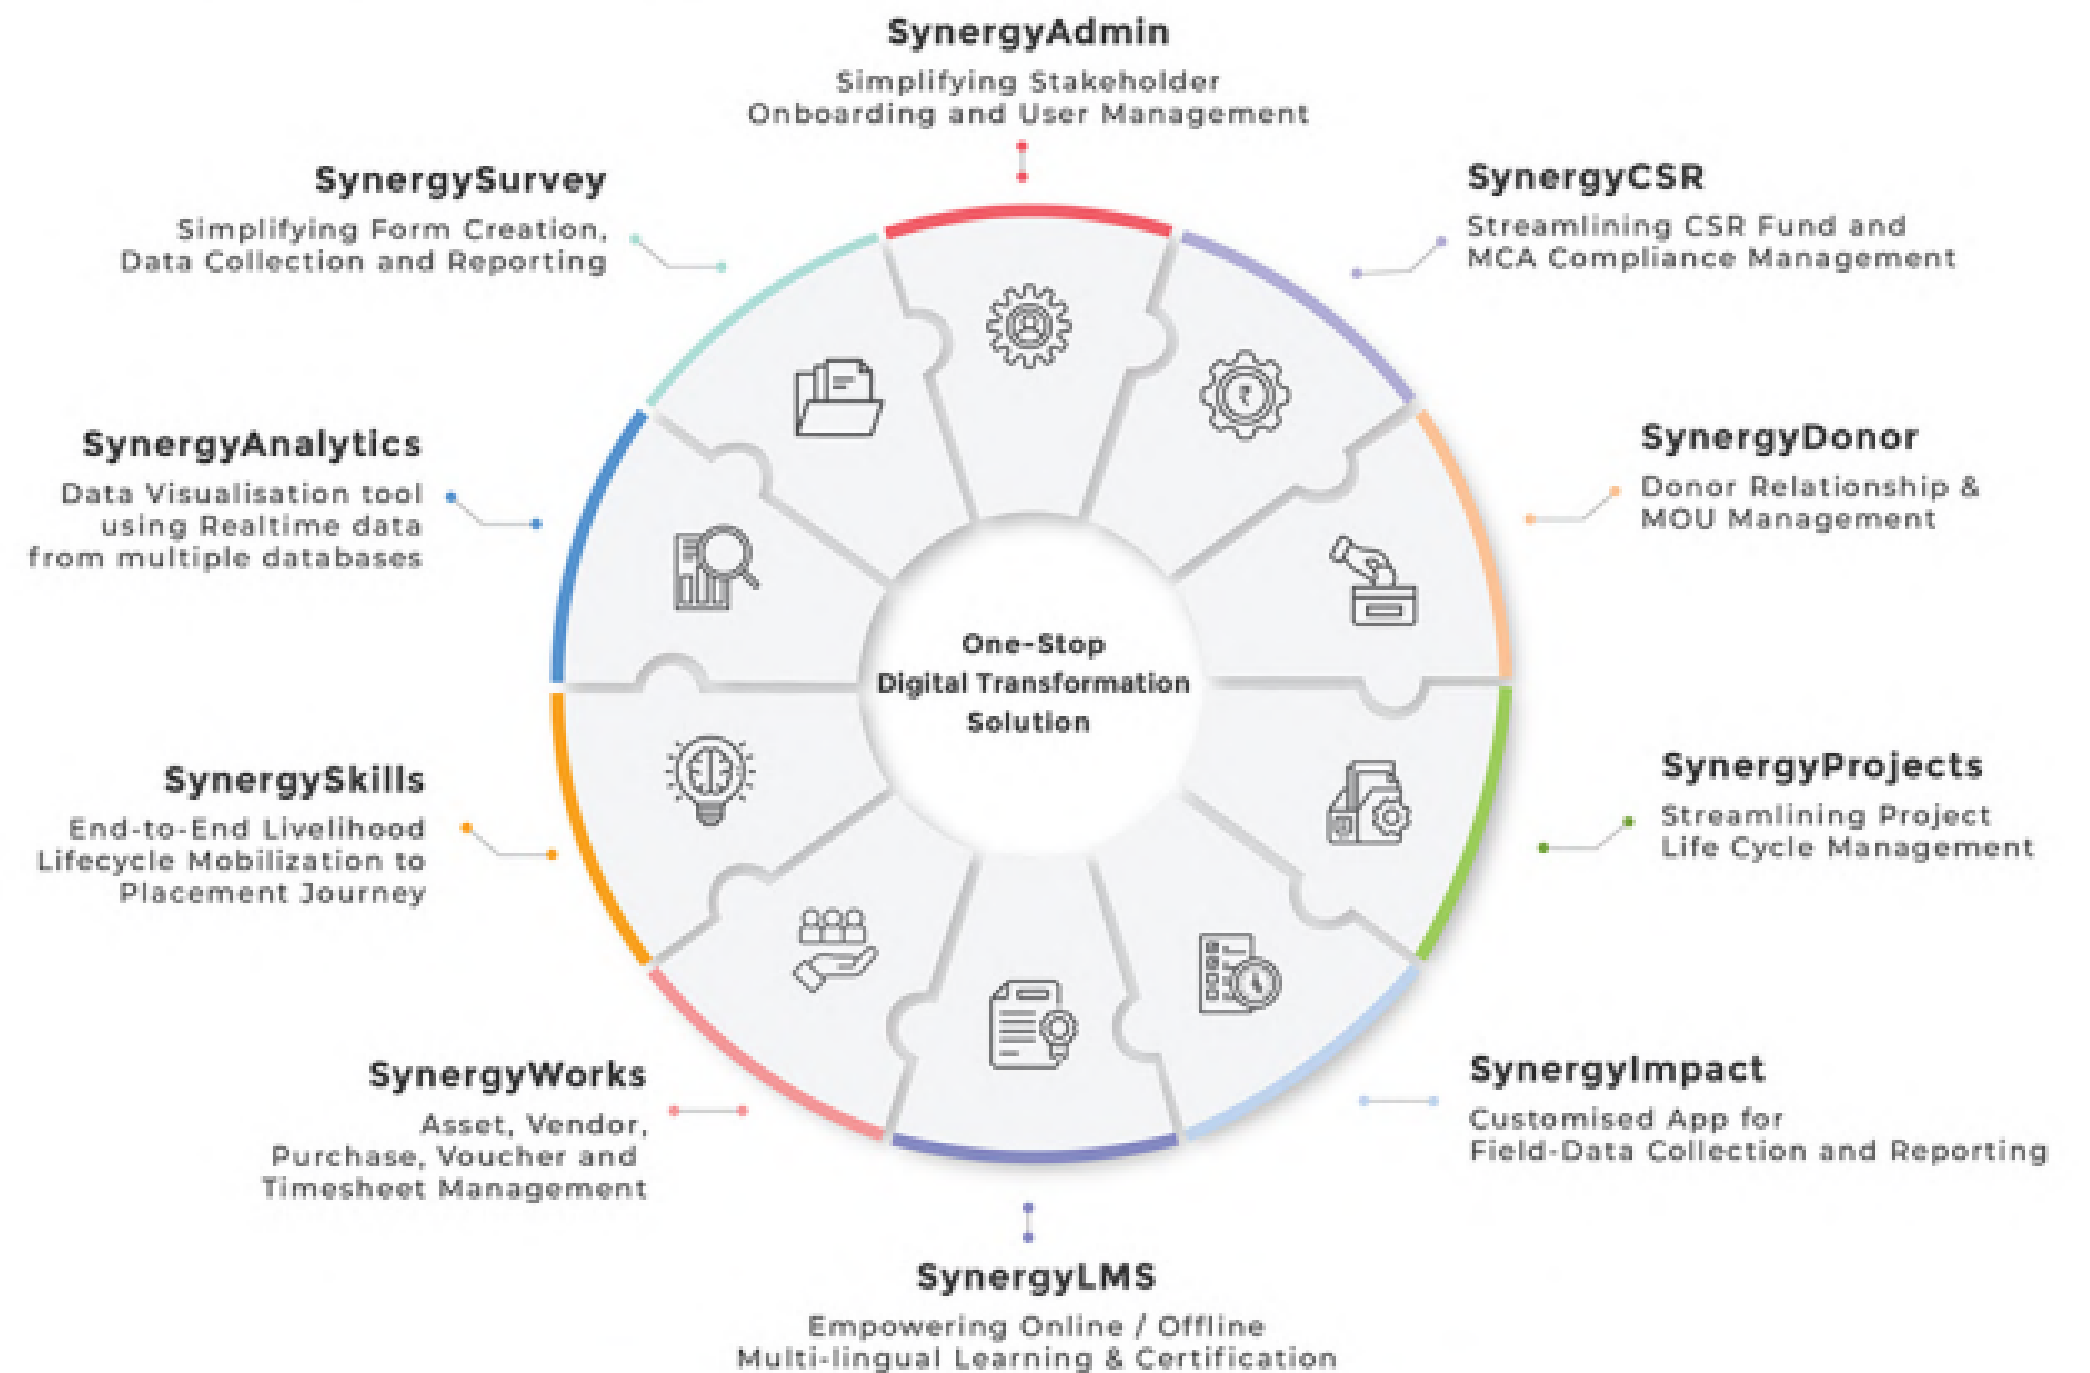 SynergyAdmin
Simplifying Stakeholder
Onboarding and User Management
SynergyCSR
Streamlining CSR Fund and
MCA Compliance Management
SynergyDonor
Donor Relationship &
MOU Management
SynergyProjects
Streamlining Project
Life Cycle Management
SynergyImpact
Customised App for
Field-Data Collection and Reporting
SynergyLMS
Empowering Online / Offline
Multi-lingual Learning & Certification
SynergyWorks
Asset, Vendor,
Purchase, Voucher and
Timesheet Management
SynergySkills
End-to-End Livelihood
Lifecycle Mobilization to
Placement Journey
SynergyAnalytics
Data Visualisation tool
using Realtime data
from multiple databases
SynergySurvey
Simplifying Form Creation,
Data Collection and Reporting
One-Stop
Digital Transformation
Solution
₹